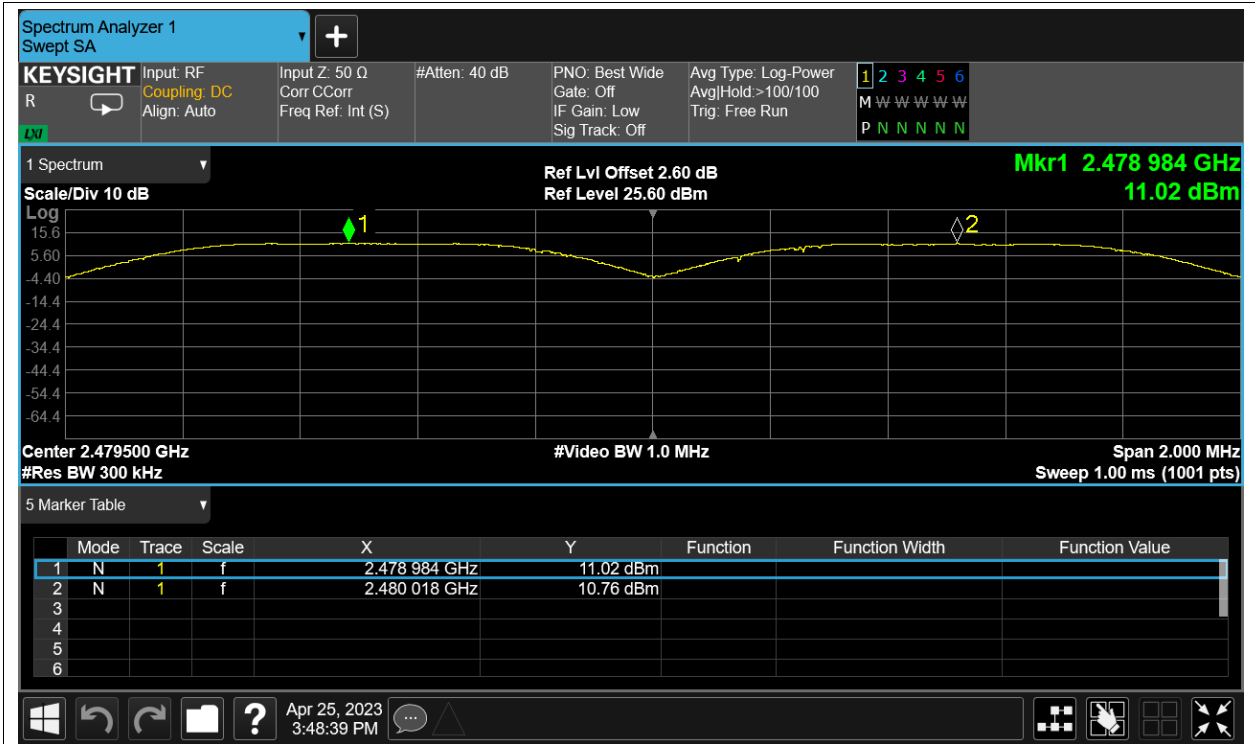 Spectrum Analyzer 1
Swept SA
KEYSIGHT
R
LXI
Input: RF
Coupling: DC
Align: Auto
Input Z: 50 Ω
Corr CCorr
Freq Ref: Int (S)
#Atten: 40 dB
PNO: Best Wide
Gate: Off
IF Gain: Low
Sig Track: Off
Avg Type: Log-Power
Avg|Hold:>100/100
Trig: Free Run
1 2 3 4 5 6
M W W W W W
P N N N N N
1 Spectrum
Scale/Div 10 dB
Ref Lvl Offset 2.60 dB
Ref Level 25.60 dBm
Mkr1 2.478 984 GHz
11.02 dBm
Log
1
2
15.6
5.60
-4.40
-14.4
-24.4
-34.4
-44.4
-54.4
-64.4
Center 2.479500 GHz
#Res BW 300 kHz
#Video BW 1.0 MHz
Span 2.000 MHz
Sweep 1.00 ms (1001 pts)
5 Marker Table
Mode Trace Scale X Y Function Function Width Function Value
1 N 1 f 2.478 984 GHz 11.02 dBm
2 N 1 f 2.480 018 GHz 10.76 dBm
3
4
5
6
?
Apr 25, 2023
3:48:39 PM